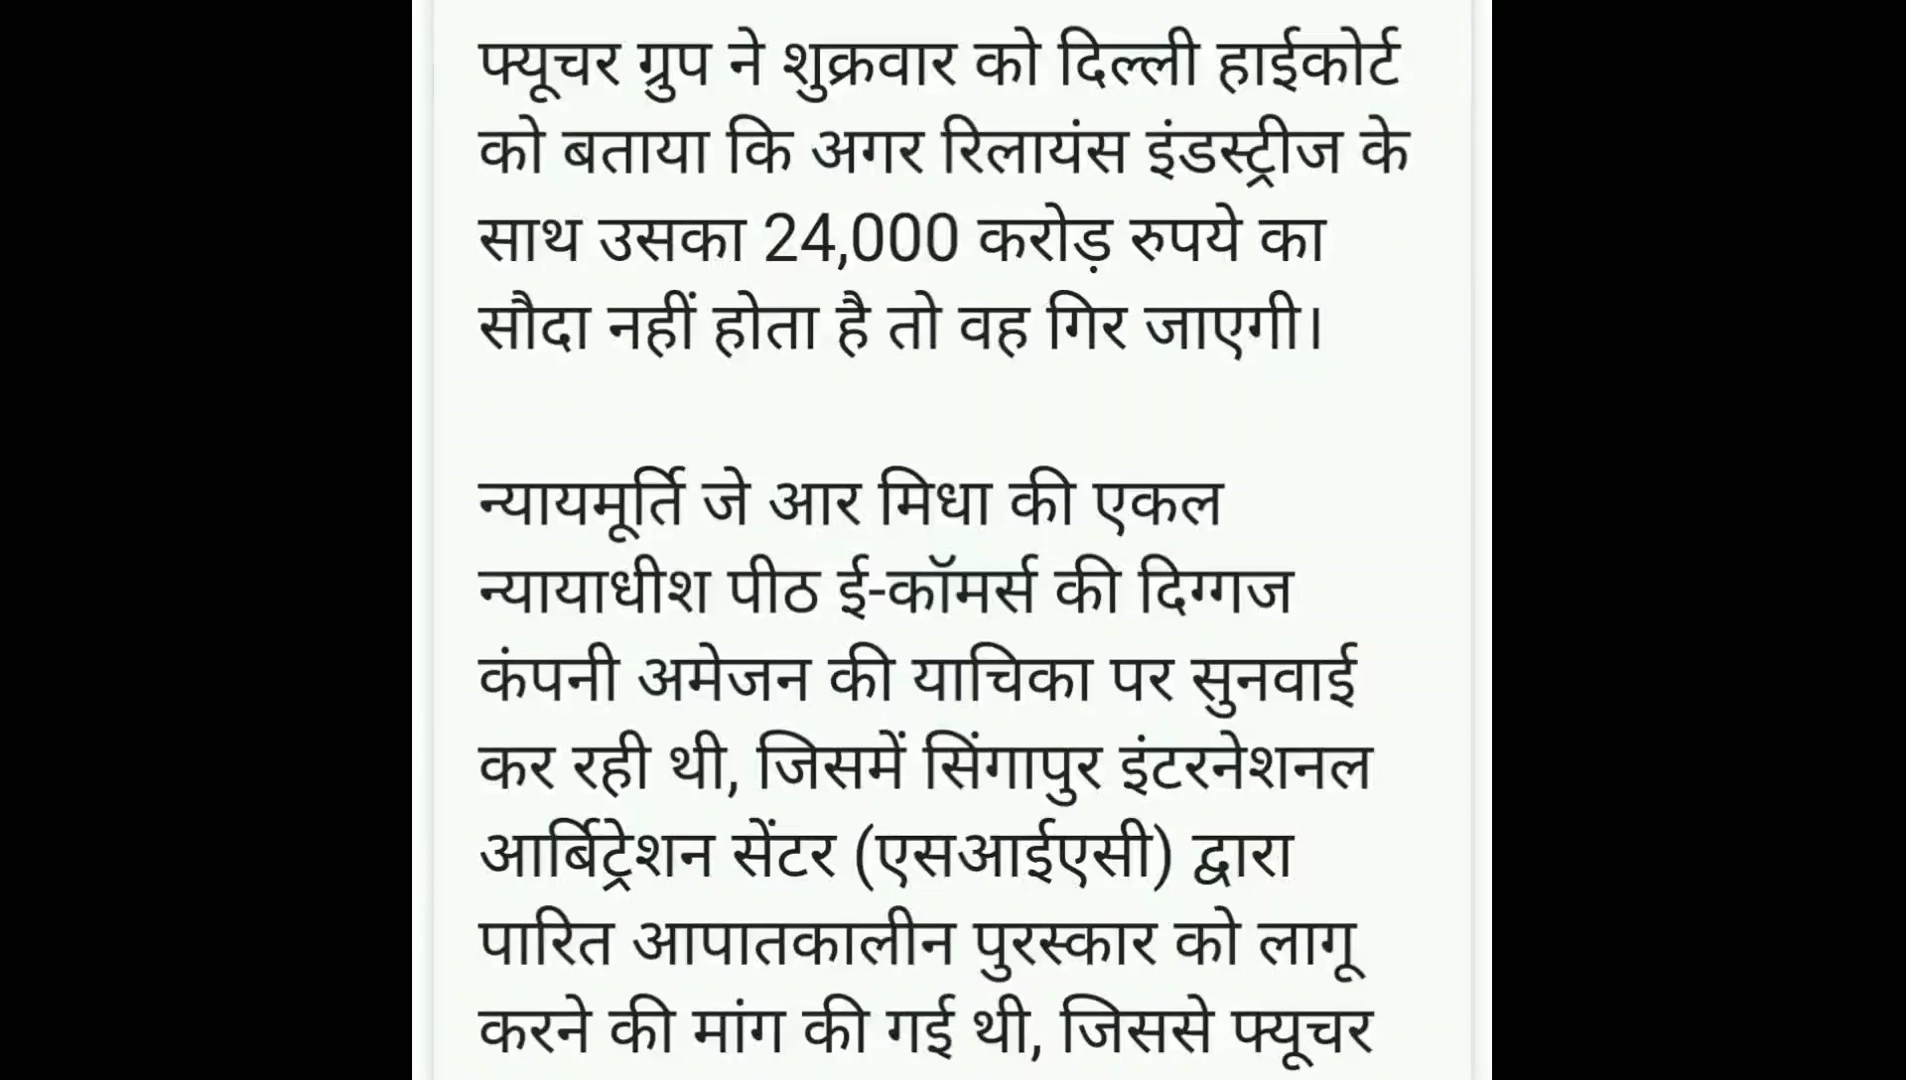 फ्यूचर ग्रुप ने शुक्रवार को दिल्ली हाईकोर्ट
को बताया कि अगर रिलायंस इंडस्ट्रीज के
साथ उसका 24,000 करोड़ रुपये का
सौदा नहीं होता है तो वह गिर जाएगी।
न्यायमूर्ति जे आर मिधा की एकल
न्यायाधीश पीठ ई-कॉमर्स की दिग्गज
कंपनी अमेजन की याचिका पर सुनवाई
कर रही थी, जिसमें सिंगापुर इंटरनेशनल
आर्बिट्रेशन सेंटर (एसआईएसी) द्वारा
पारित आपातकालीन पुरस्कार को लागू
करने की मांग की गई थी, जिससे फ्यूचर